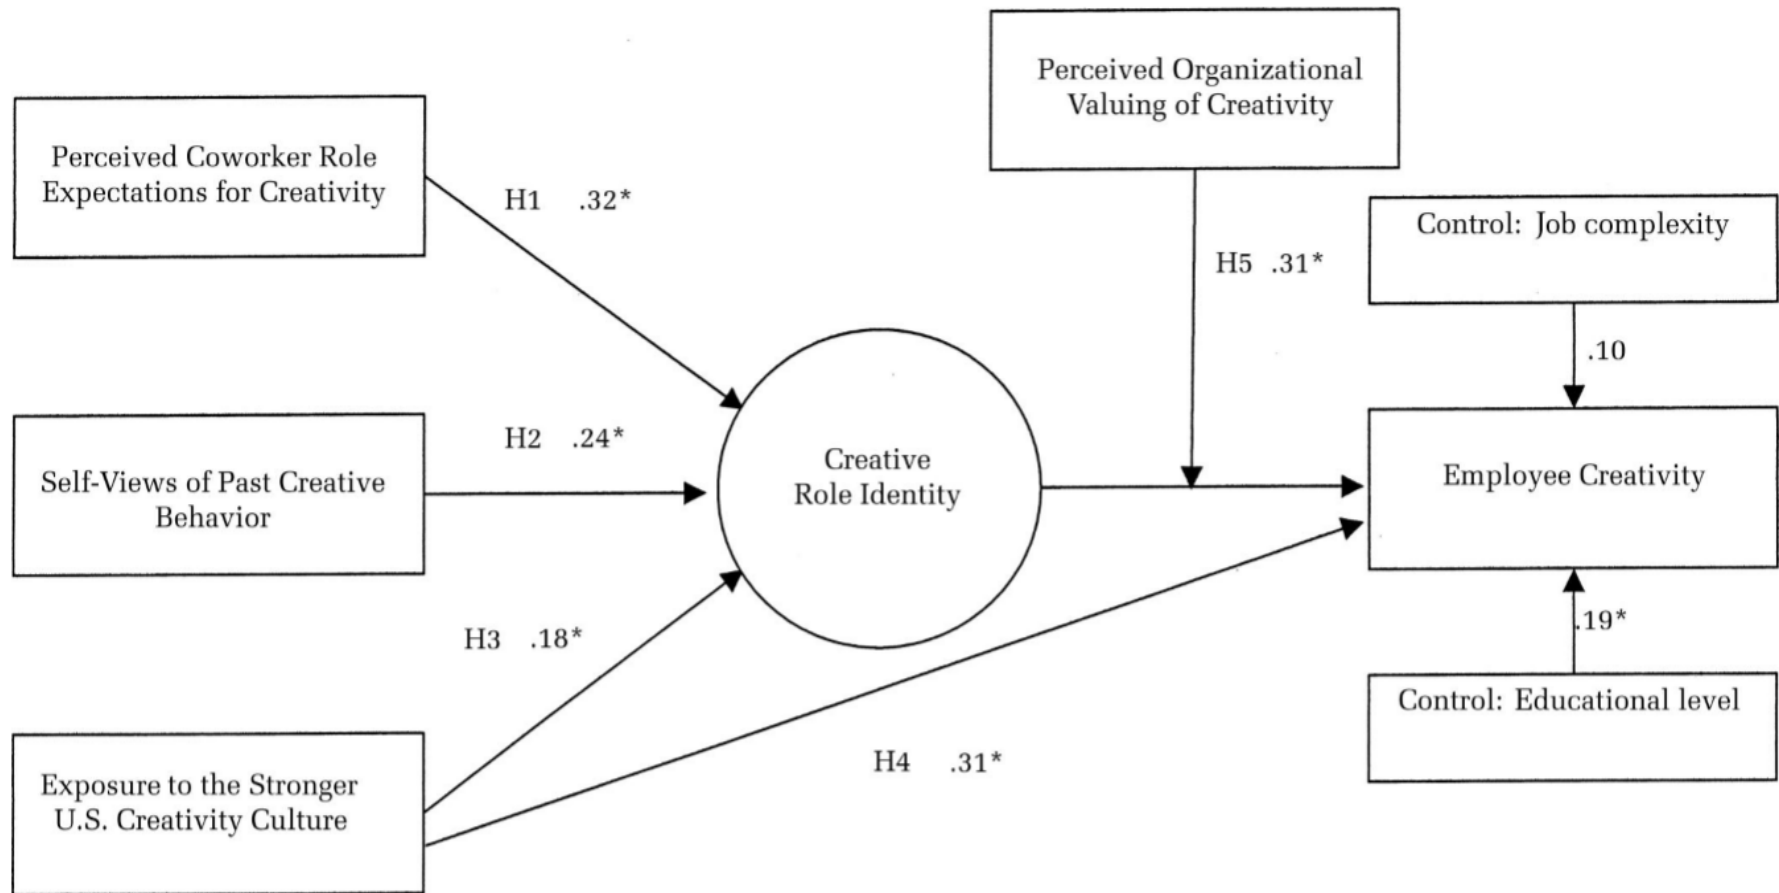 Perceived Organizational
Valuing of Creativity
Perceived Coworker Role
Expectations for Creativity
H1 .32*
Control: Job complexity
H5 .31*
.10
Self-Views of Past Creative
Behavior
H2 .24*
Creative
Role Identity
Employee Creativity
H3 .18*
.19*
Control: Educational level
Exposure to the Stronger
U.S. Creativity Culture
H4 .31*